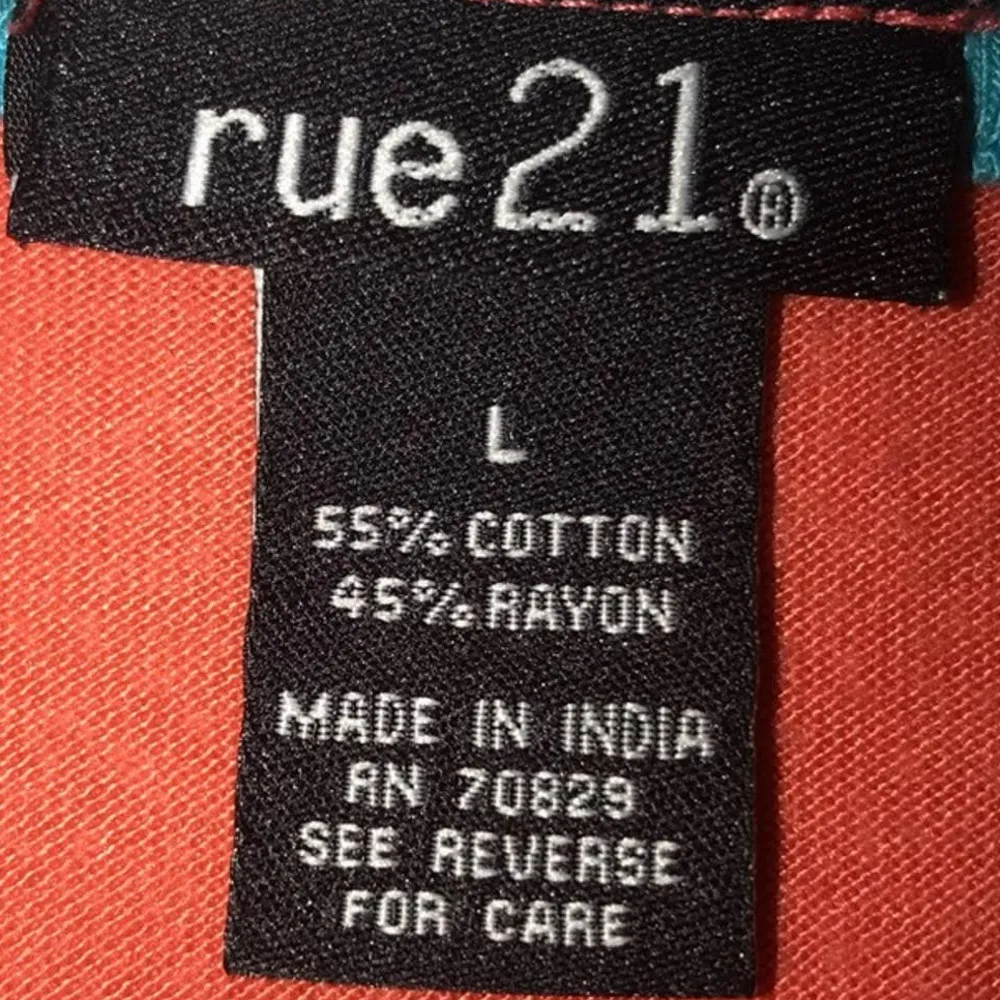 rue21®
L
55% COTTON
45% RAYON
MADE IN INDIA
RN 70829
SEE REVERSE
FOR CARE